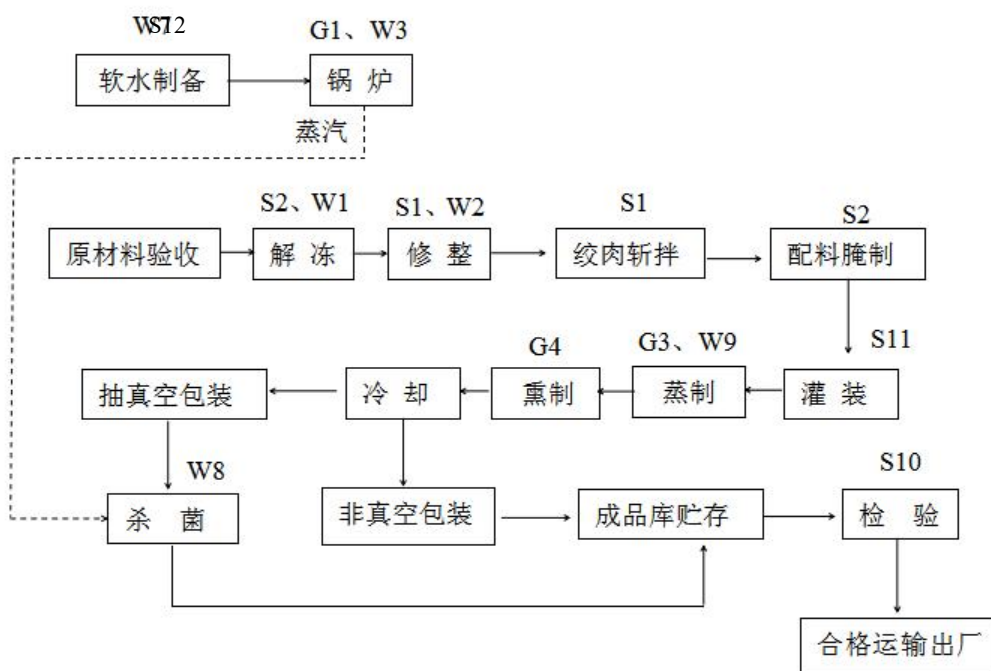 G1、W3
软水制备
锅 炉
蒸汽
S2、W1
S1、W2
S1
S2
原材料验收
解 冻
修 整
绞肉斩拌
配料腌制
S11
G3、W9
G4
抽真空包装
冷 却
熏制
蒸制
灌 装
W8
S10
杀 菌
非真空包装
成品库贮存
检 验
合格运输出厂